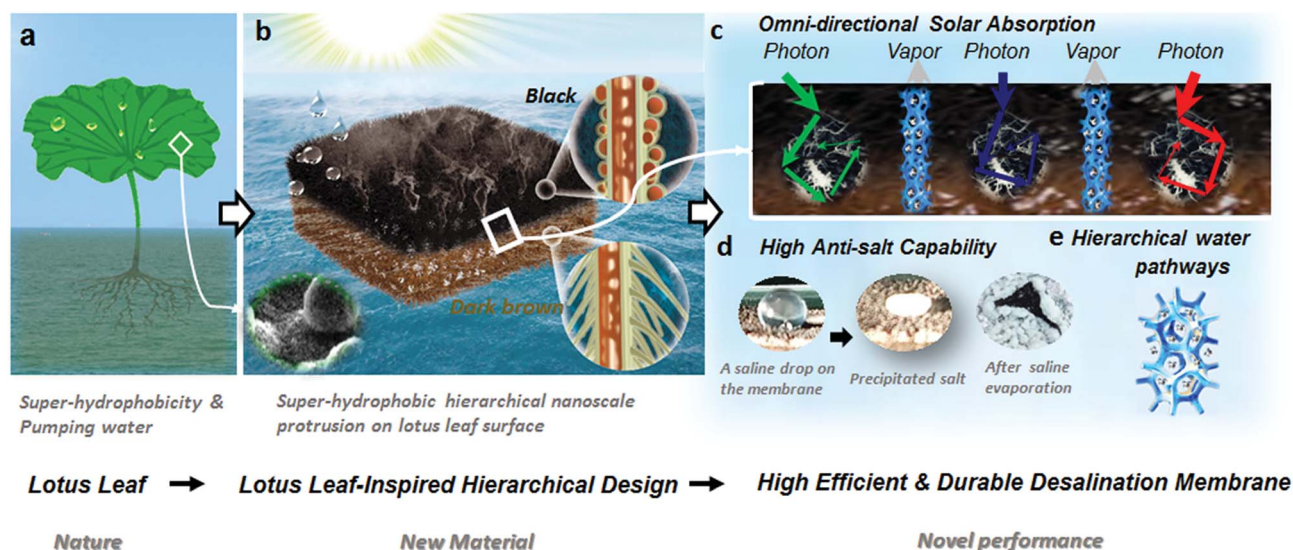 a
b
c
Omni-directional Solar Absorption
Photon
Vapor
Photon
Vapor
Photon
Black
Dark brown
d
High Anti-salt Capability
e
Hierarchical water
pathways
A saline drop on
the membrane
Precipitated salt
After saline
evaporation
Super-hydrophobicity &
Pumping water
Super-hydrophobic hierarchical nanoscale
protrusion on lotus leaf surface
Lotus Leaf
Lotus Leaf-Inspired Hierarchical Design
High Efficient & Durable Desalination Membrane
Nature
New Material
Novel performance